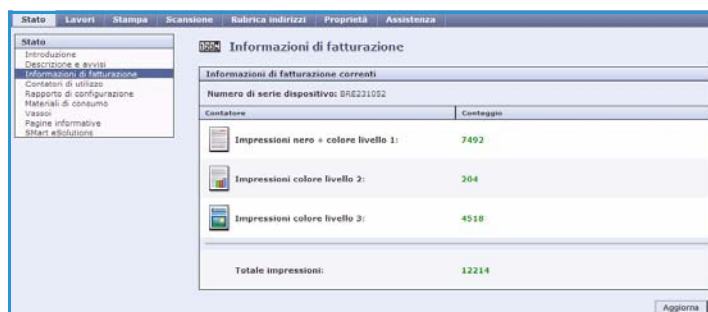 Stato Lavori Stampa Scansione Rubrica indirizzi Proprietà Assistenza
Stato
Introduzione
Descrizione e avvisi
Informazioni di fatturazione
Contatori di utilizzo
Rapporto di configurazione
Materiali di consumo
Vassoi
Pagine informative
SMart eSolutions
Informazioni di fatturazione
Informazioni di fatturazione correnti
Numero di serie dispositivo: BRE231052
Contatore Conteggio
Impressioni nero + colore livello 1: 7492
Impressioni colore livello 2: 204
Impressioni colore livello 3: 4518
Totale impressioni: 12214
Aggiorna